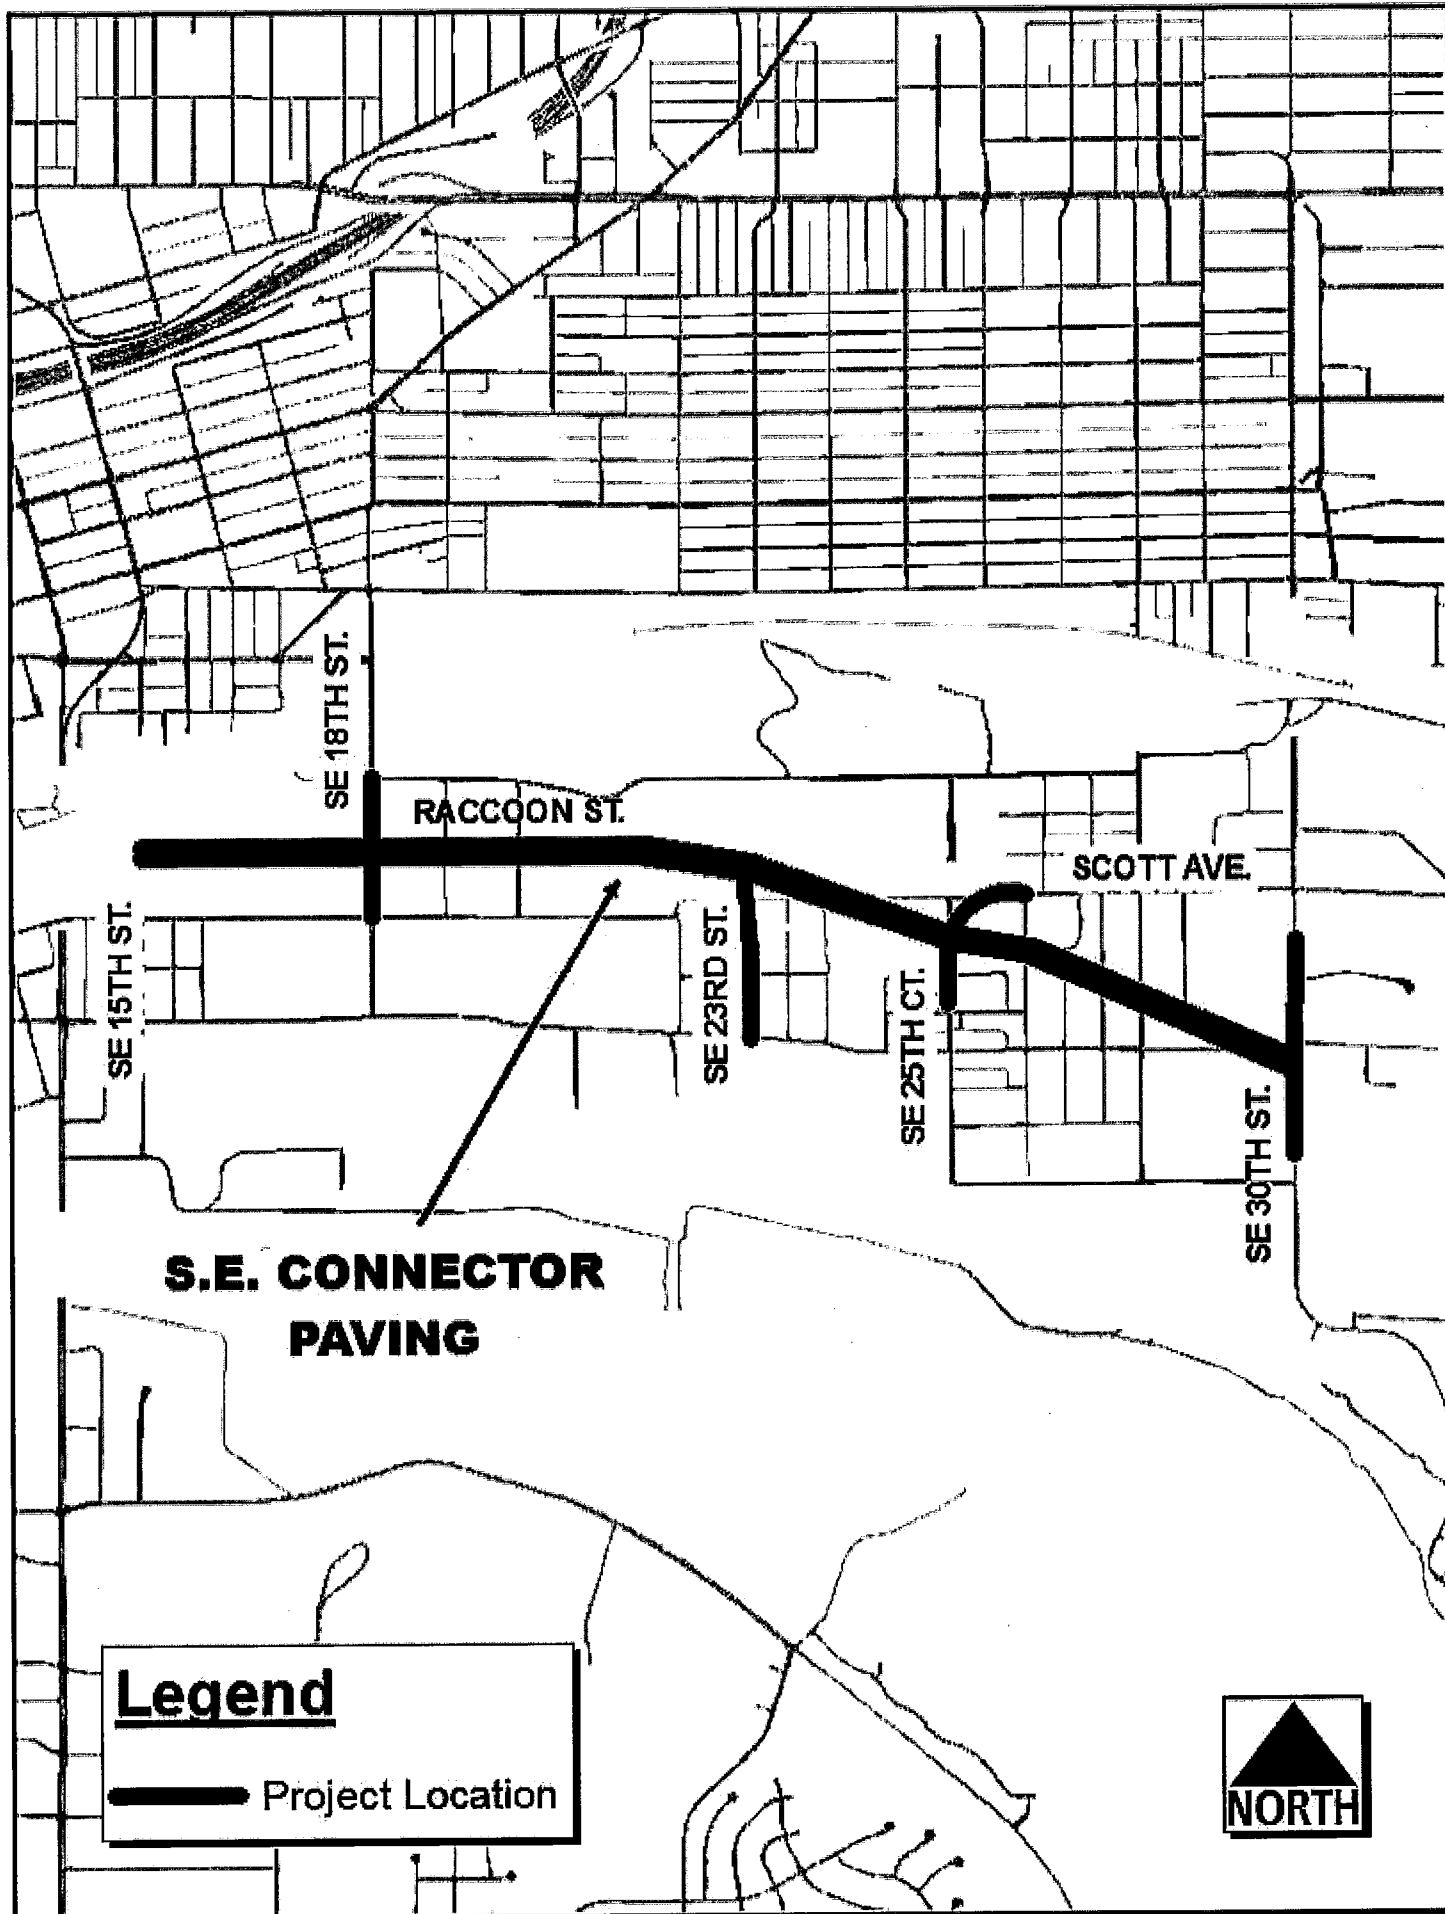 SE 18TH ST.
RACCOON ST.
SCOTT AVE.
SE 15TH ST.
SE 23RD ST.
SE 25TH CT.
SE 30TH ST.
S.E. CONNECTOR
PAVING
Legend
Project Location
NORTH